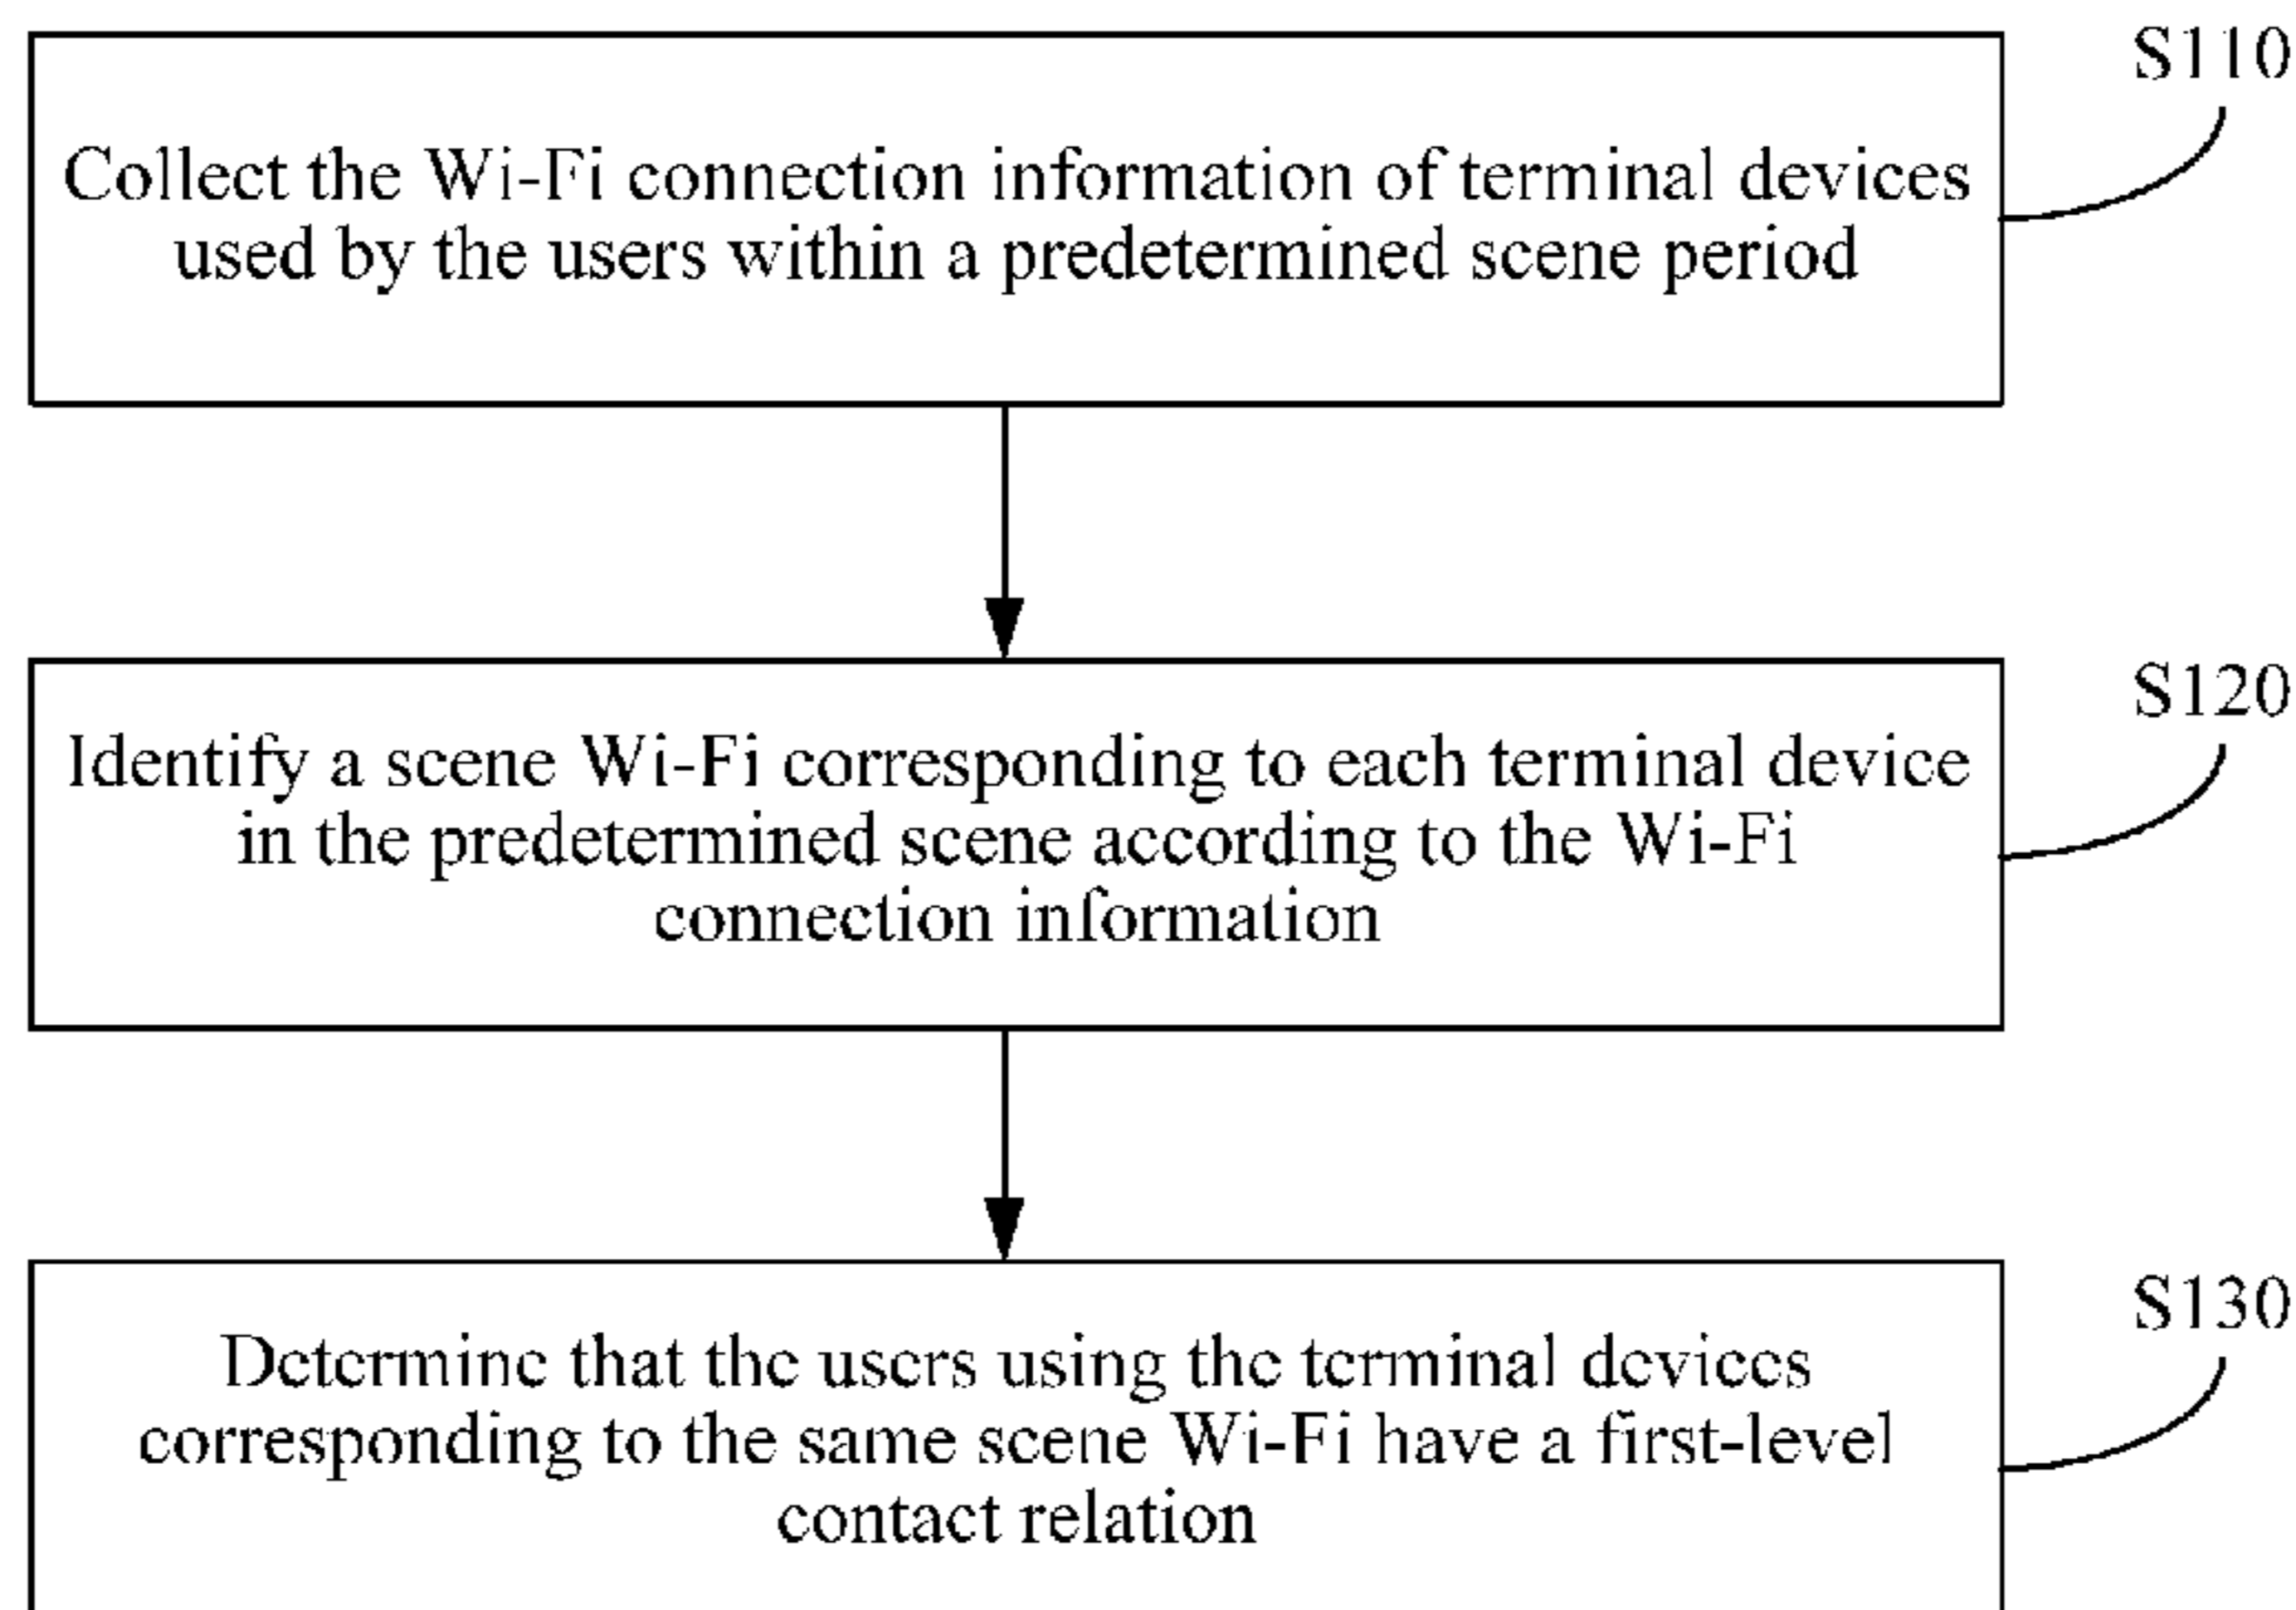 S110
Collect the Wi-Fi connection information of terminal devices
used by the users within a predetermined scene period
S120
Identify a scene Wi-Fi corresponding to each terminal device
in the predetermined scene according to the Wi-Fi
connection information
S130
Determine that the users using the terminal devices
corresponding to the same scene Wi-Fi have a first-level
contact relation